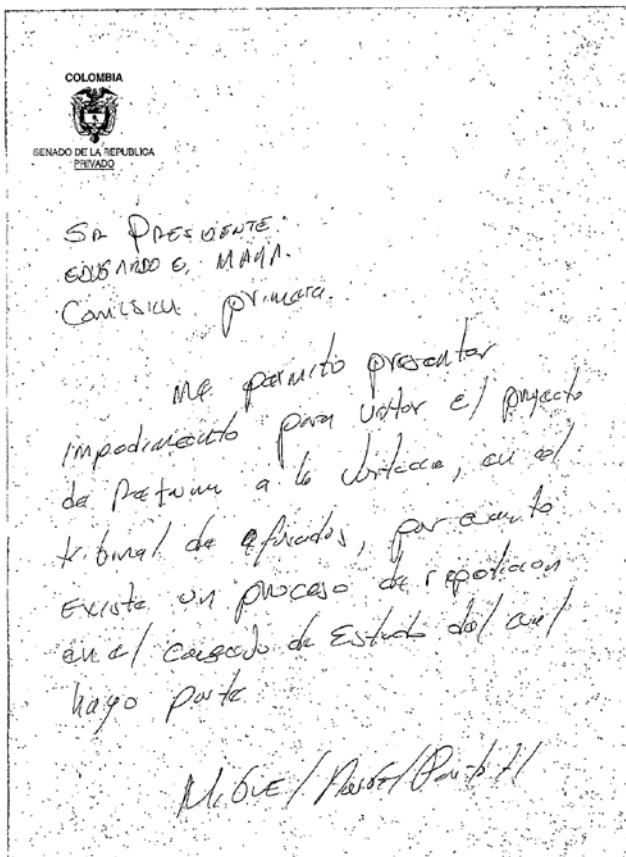 COLOMBIA
SENADO DE LA REPUBLICA
PRIVADO
SR PRESIDENTE.
EDUARDO E, MAYA.
Comisión primera.
Me permito presentar
impedimento para votar el proyecto
de Reforma a la Justicia, en el
tribunal de aforados, por cuanto
Existe un proceso de repeticion
en el Consejo de Estado del cual
hago parte